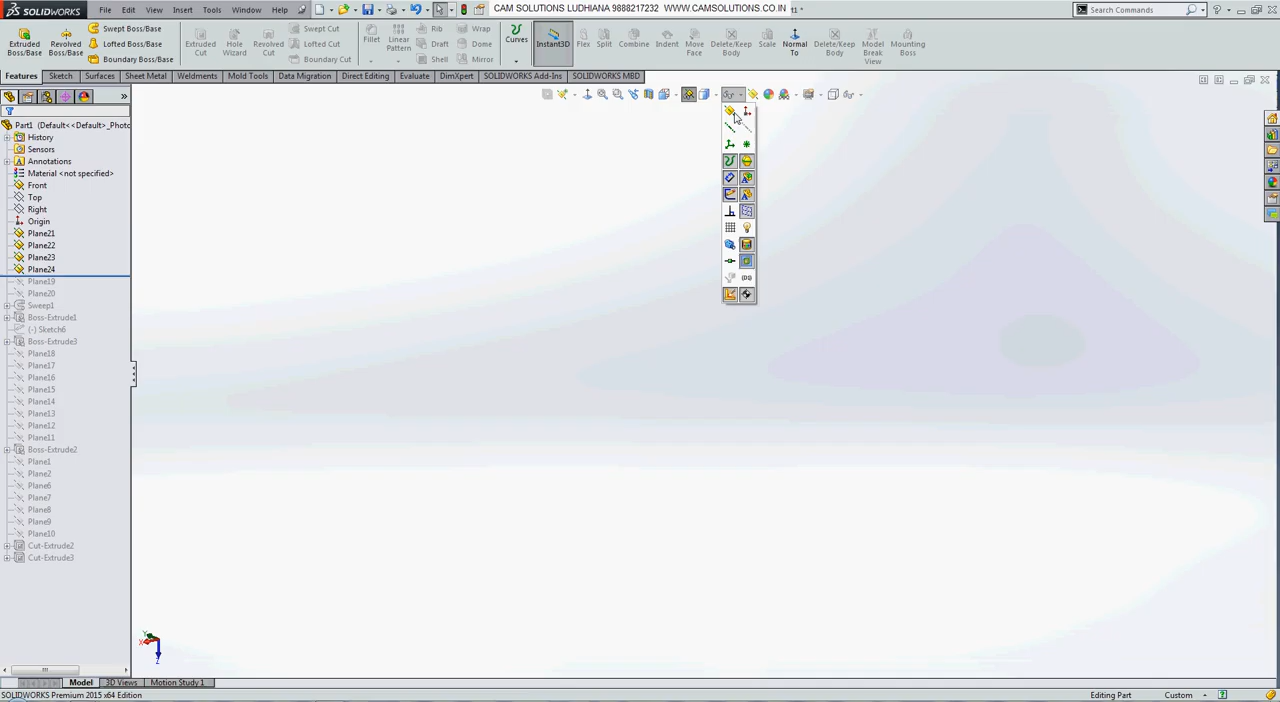 SOLIDWORKS
File Edit View Insert Tools Window Help
CAM SOLUTIONS LUDHIANA 9888217232 WWW.CAMSOLUTIONS.CO.IN
Search Commands
Extruded Boss/Base
Revolved Boss/Base
Swept Boss/Base
Lofted Boss/Base
Boundary Boss/Base
Extruded Cut
Hole Wizard
Revolved Cut
Swept Cut
Lofted Cut
Boundary Cut
Fillet
Linear Pattern
Rib
Draft
Shell
Wrap
Dome
Mirror
Curves
Instant3D
Flex
Split
Combine
Indent
Move Face
Delete/Keep Body
Scale
Normal To
Delete/Keep Body
Model Break View
Mounting Boss
Features Sketch Surfaces Sheet Metal Weldments Mold Tools Data Migration Direct Editing Evaluate DimXpert SOLIDWORKS Add-Ins SOLIDWORKS MBD
Part1 (Default<<Default>_Photo
History
Sensors
Annotations
Material <not specified>
Front
Top
Right
Origin
Plane21
Plane22
Plane23
Plane24
Plane19
Plane20
Sweep1
Boss-Extrude1
(-) Sketch6
Boss-Extrude3
Plane18
Plane17
Plane16
Plane15
Plane14
Plane13
Plane12
Plane11
Boss-Extrude2
Plane1
Plane2
Plane6
Plane7
Plane8
Plane9
Plane10
Cut-Extrude2
Cut-Extrude3
Model 3D Views Motion Study 1
SOLIDWORKS Premium 2015 x64 Edition
Editing Part
Custom